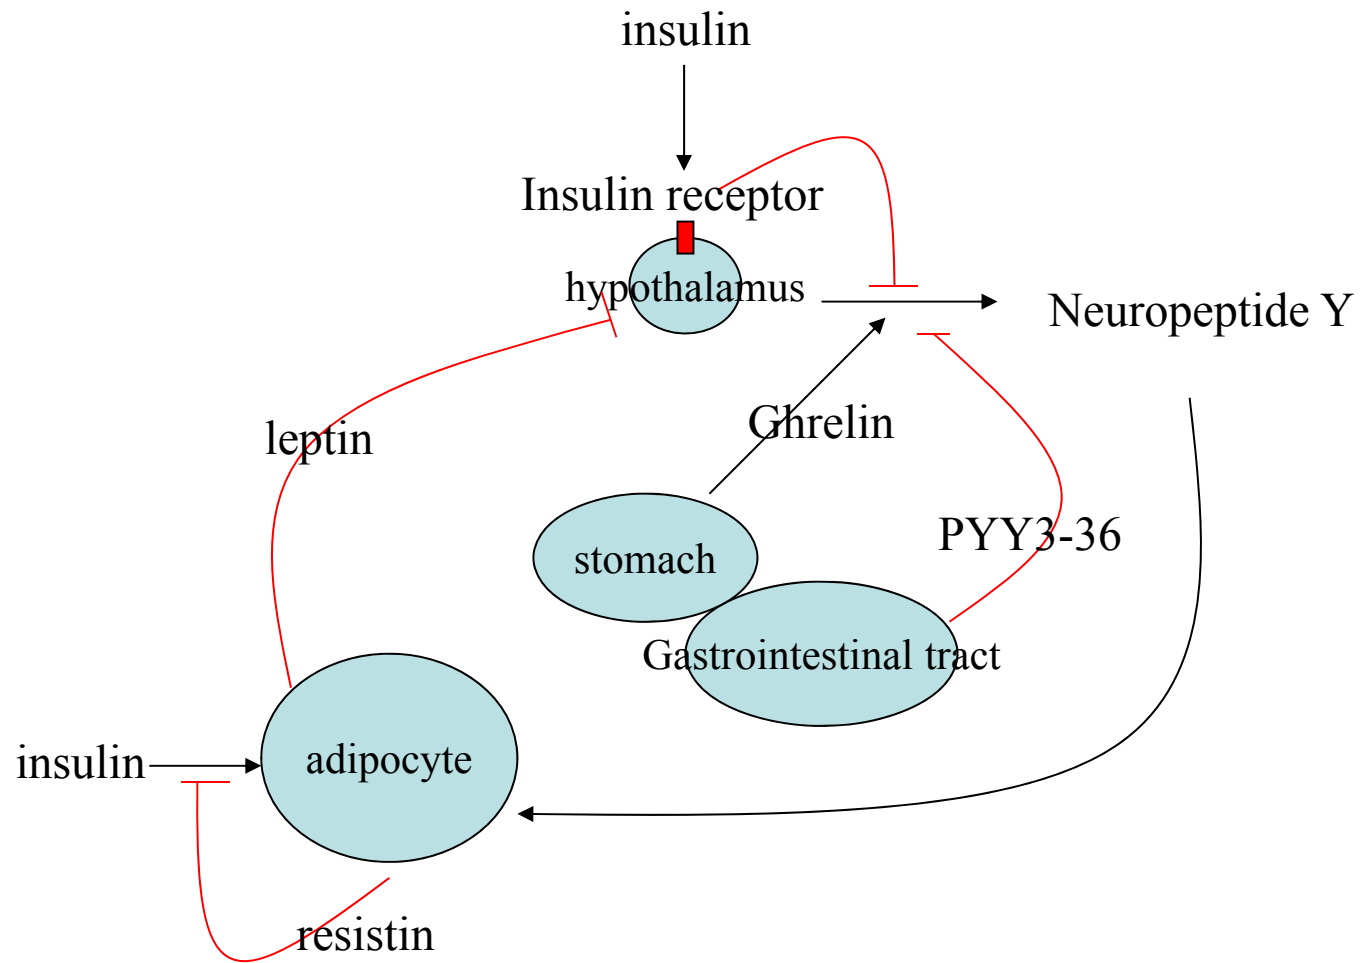 insulin
Insulin receptor
hypothalamus
Neuropeptide Y
Ghrelin
leptin
PYY3-36
stomach
Gastrointestinal tract
insulin
adipocyte
resistin